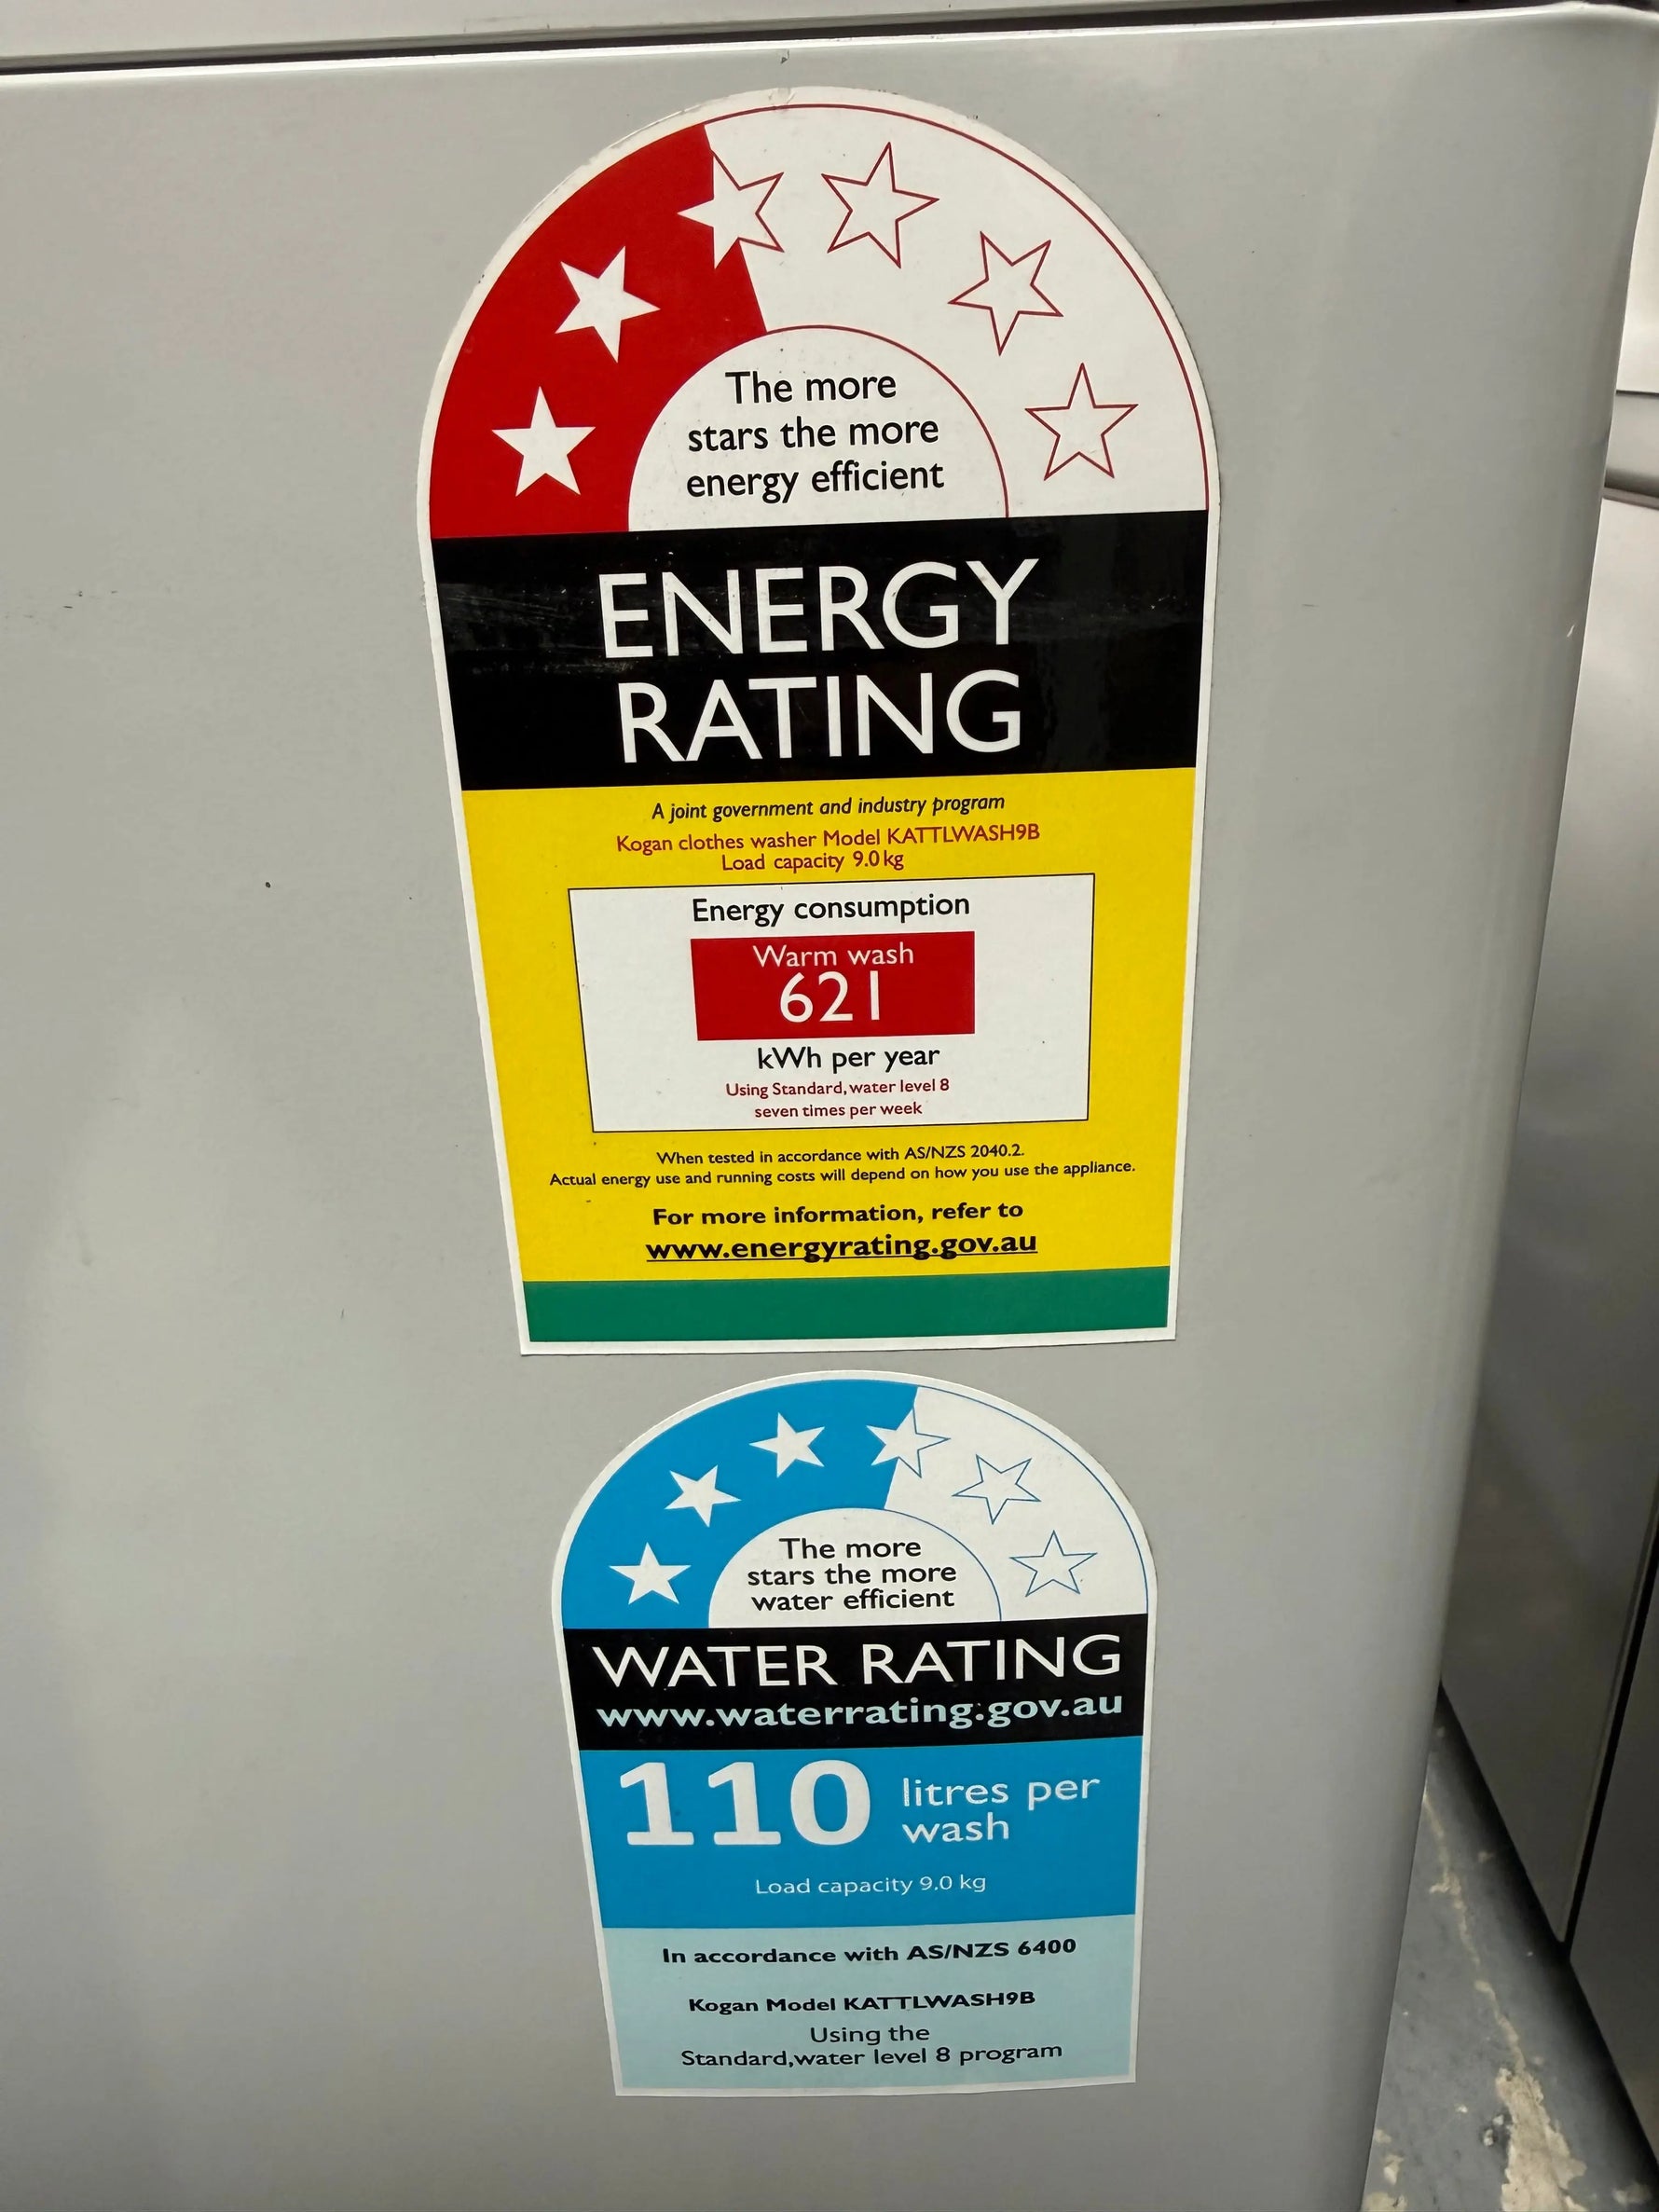 The more
stars the more
energy efficient
ENERGY
RATING
A joint government and industry program
Kogan clothes washer Model KATTLWASH9B
Load capacity 9.0 kg
Energy consumption
Warm wash
621
kWh per year
Using Standard, water level 8
seven times per week
When tested in accordance with AS/NZS 2040.2.
Actual energy use and running costs will depend on how you use the appliance.
For more information, refer to
www.energyrating.gov.au
The more
stars the more
water efficient
WATER RATING
www.waterrating.gov.au
110 litres per
wash
Load capacity 9.0 kg
In accordance with AS/NZS 6400
Kogan Model KATTLWASH9B
Using the
Standard,water level 8 program